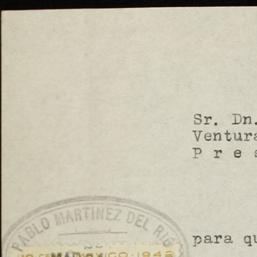 Sr. Dn.
Ventura
P r e s
PABLO MARTINEZ DEL RIO
para qu